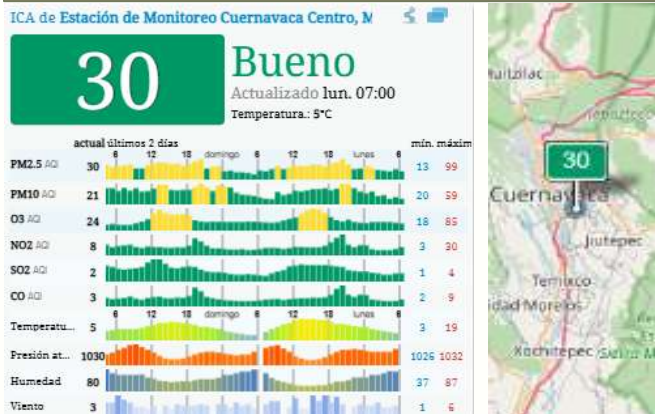 ICA de Estación de Monitoreo Cuernavaca Centro, M
30
Bueno
Actualizado lun. 07:00
Temperatura.: 5°C
actual últimos 2 días mín. máxim
6 12 18 domingo 6 12 18 lunes 6
PM2.5 AQI 30 13 99
PM10 AQI 21 20 59
O3 AQI 24 18 85
NO2 AQI 8 3 30
SO2 AQI 2 1 4
CO AQI 3 2 9
6 12 18 domingo 6 12 18 lunes 6
Temperatu... 5 3 19
Presión at... 1030 1026 1032
Humedad 80 37 87
Viento 3 1 6
Huitzilac
Tepozteco
30
Cuernavaca
Jiutepec
Temixco
idad Morelos
Xochitepec